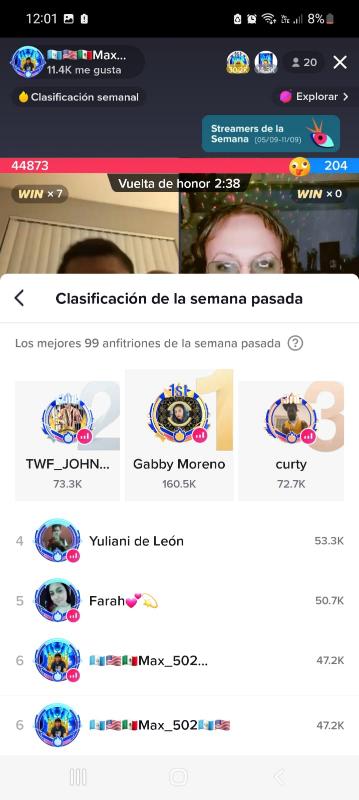 12:01
8%
🇬🇹🇺🇸🇲🇽Max...
11.4K me gusta
10.2K
14.3K
20
Clasificación semanal
Explorar
Streamers de la
Semana (05/09-11/09)
44873
204
WIN × 7
Vuelta de honor 2:38
WIN × 0
Clasificación de la semana pasada
Los mejores 99 anfitriones de la semana pasada
1st
2
1
3
TWF_JOHN...
73.3K
Gabby Moreno
160.5K
curty
72.7K
4 Yuliani de León 53.3K
5 Farah💕💫 50.7K
6 🇬🇹🇺🇸🇲🇽Max_502... 47.2K
6 🇬🇹🇺🇸🇲🇽Max_502🇬🇹🇺🇸 47.2K